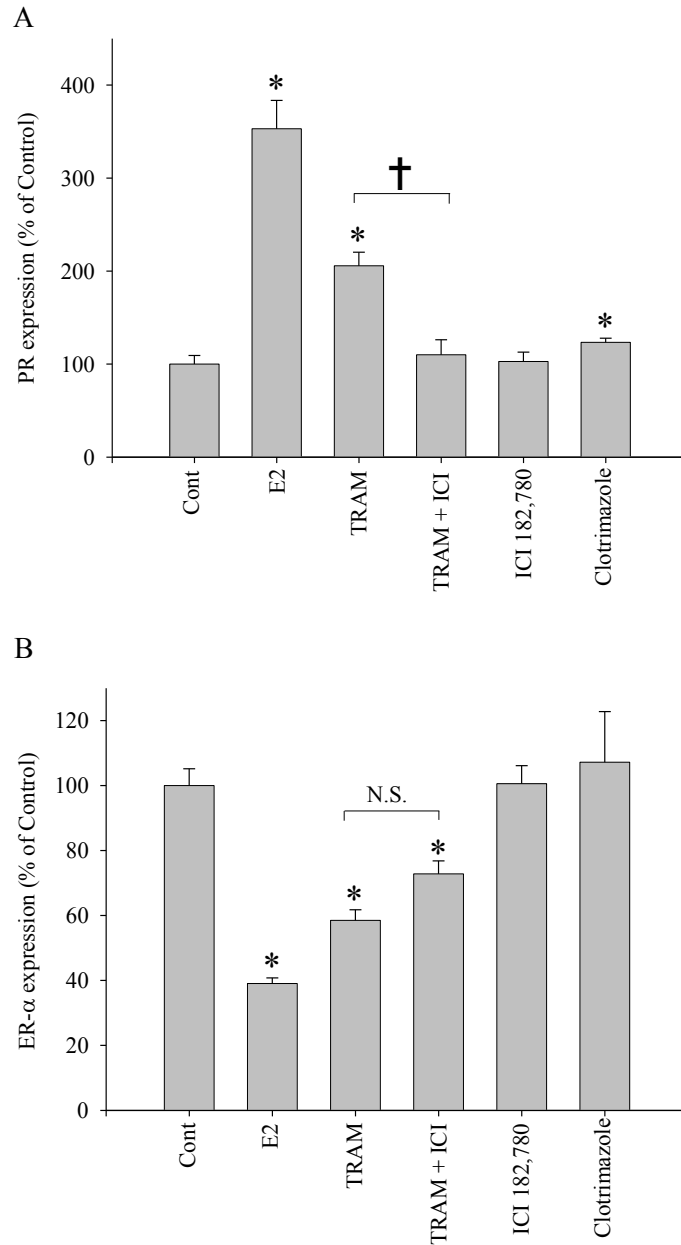 A
PR expression (% of Control)
400
300
200
100
0
*
*
†
*
Cont
E2
TRAM
TRAM + ICI
ICI 182,780
Clotrimazole
B
ER-α expression (% of Control)
120
100
80
60
40
20
0
*
*
N.S.
*
Cont
E2
TRAM
TRAM + ICI
ICI 182,780
Clotrimazole